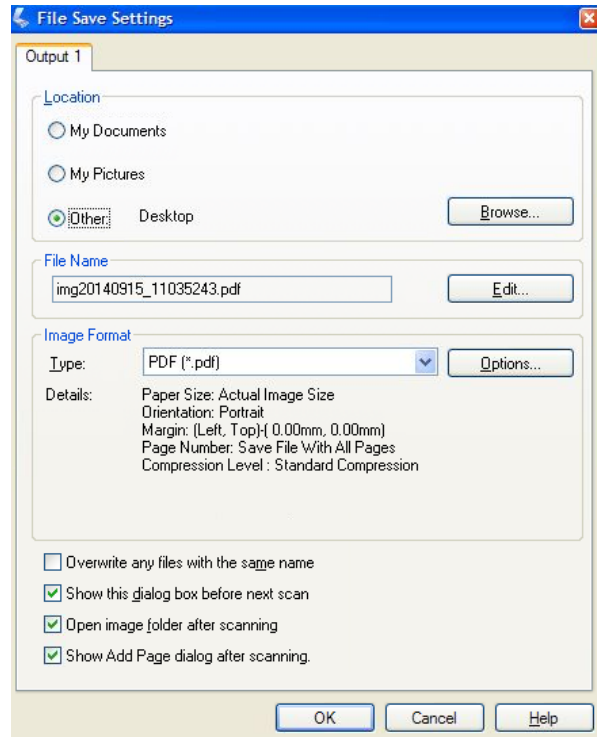 File Save Settings
Output 1
Location
My Documents
My Pictures
Other: Desktop Browse...
File Name
img20140915_11035243.pdf Edit...
Image Format
Type: PDF (*.pdf) Options...
Details: Paper Size: Actual Image Size
Orientation: Portrait
Margin: (Left, Top)-( 0.00mm, 0.00mm)
Page Number: Save File With All Pages
Compression Level : Standard Compression
Overwrite any files with the same name
Show this dialog box before next scan
Open image folder after scanning
Show Add Page dialog after scanning.
OK Cancel Help